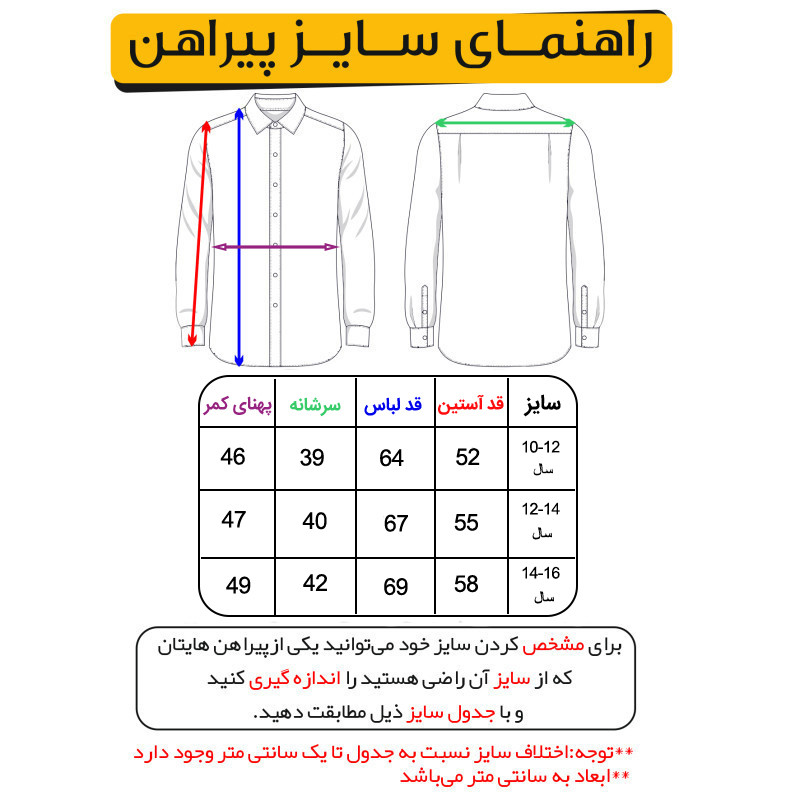 راهنمای سایز پیراهن
سایز قد آستین قد لباس سرشانه پهنای کمر
10-12 سال 52 64 39 46
12-14 سال 55 67 40 47
14-16 سال 58 69 42 49
برای مشخص کردن سایز خود می‌توانید یکی از پیراهن هایتان
که از سایز آن راضی هستید را اندازه گیری کنید
و با جدول سایز ذیل مطابقت دهید.
**توجه:اختلاف سایز نسبت به جدول تا یک سانتی متر وجود دارد
**ابعاد به سانتی متر می‌باشد